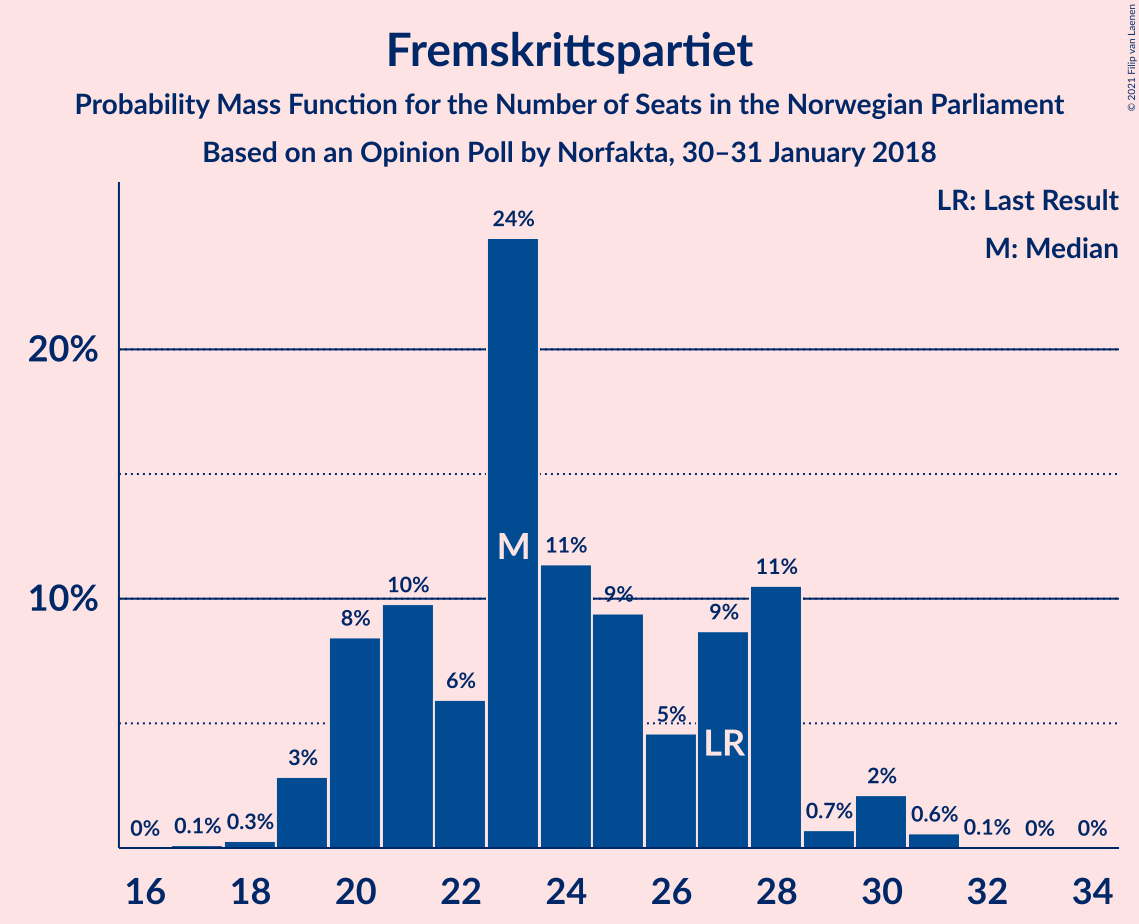 Fremskrittspartiet
Probability Mass Function for the Number of Seats in the Norwegian Parliament
Based on an Opinion Poll by Norfakta, 30–31 January 2018
© 2021 Filip van Laenen
LR: Last Result
M: Median
20%
10%
0%
0.1%
0.3%
3%
8%
10%
6%
24%
11%
9%
5%
9%
11%
0.7%
2%
0.6%
0.1%
0%
0%
M
LR
16 18 20 22 24 26 28 30 32 34